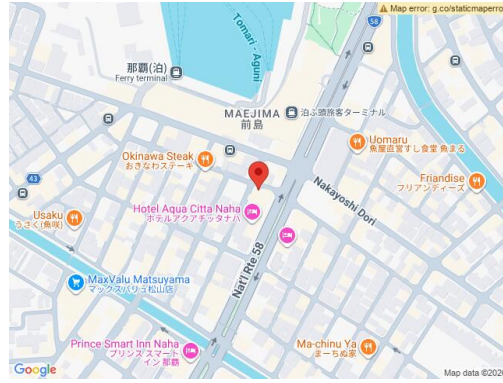 Map error: g.co/staticmaperro
58
Tomari - Aguni
那覇(泊)
Ferry terminal
MAEJIMA
前島
泊ふ頭旅客ターミナル
Uomaru
魚屋直営すし食堂 魚まる
Okinawa Steak
おきなわステーキ
Friandise
フリアンディーズ
43
Nakayoshi Dori
Hotel Aqua Citta Naha
ホテルアクアチッタナハ
Usaku
うさく(魚咲)
Nat'l Rte 58
MaxValu Matsuyama
マックスバリュ松山店
Prince Smart Inn Naha
プリンス スマート
イン 那覇
Ma-chinu Ya
まーちぬ家
Google
Map data ©202